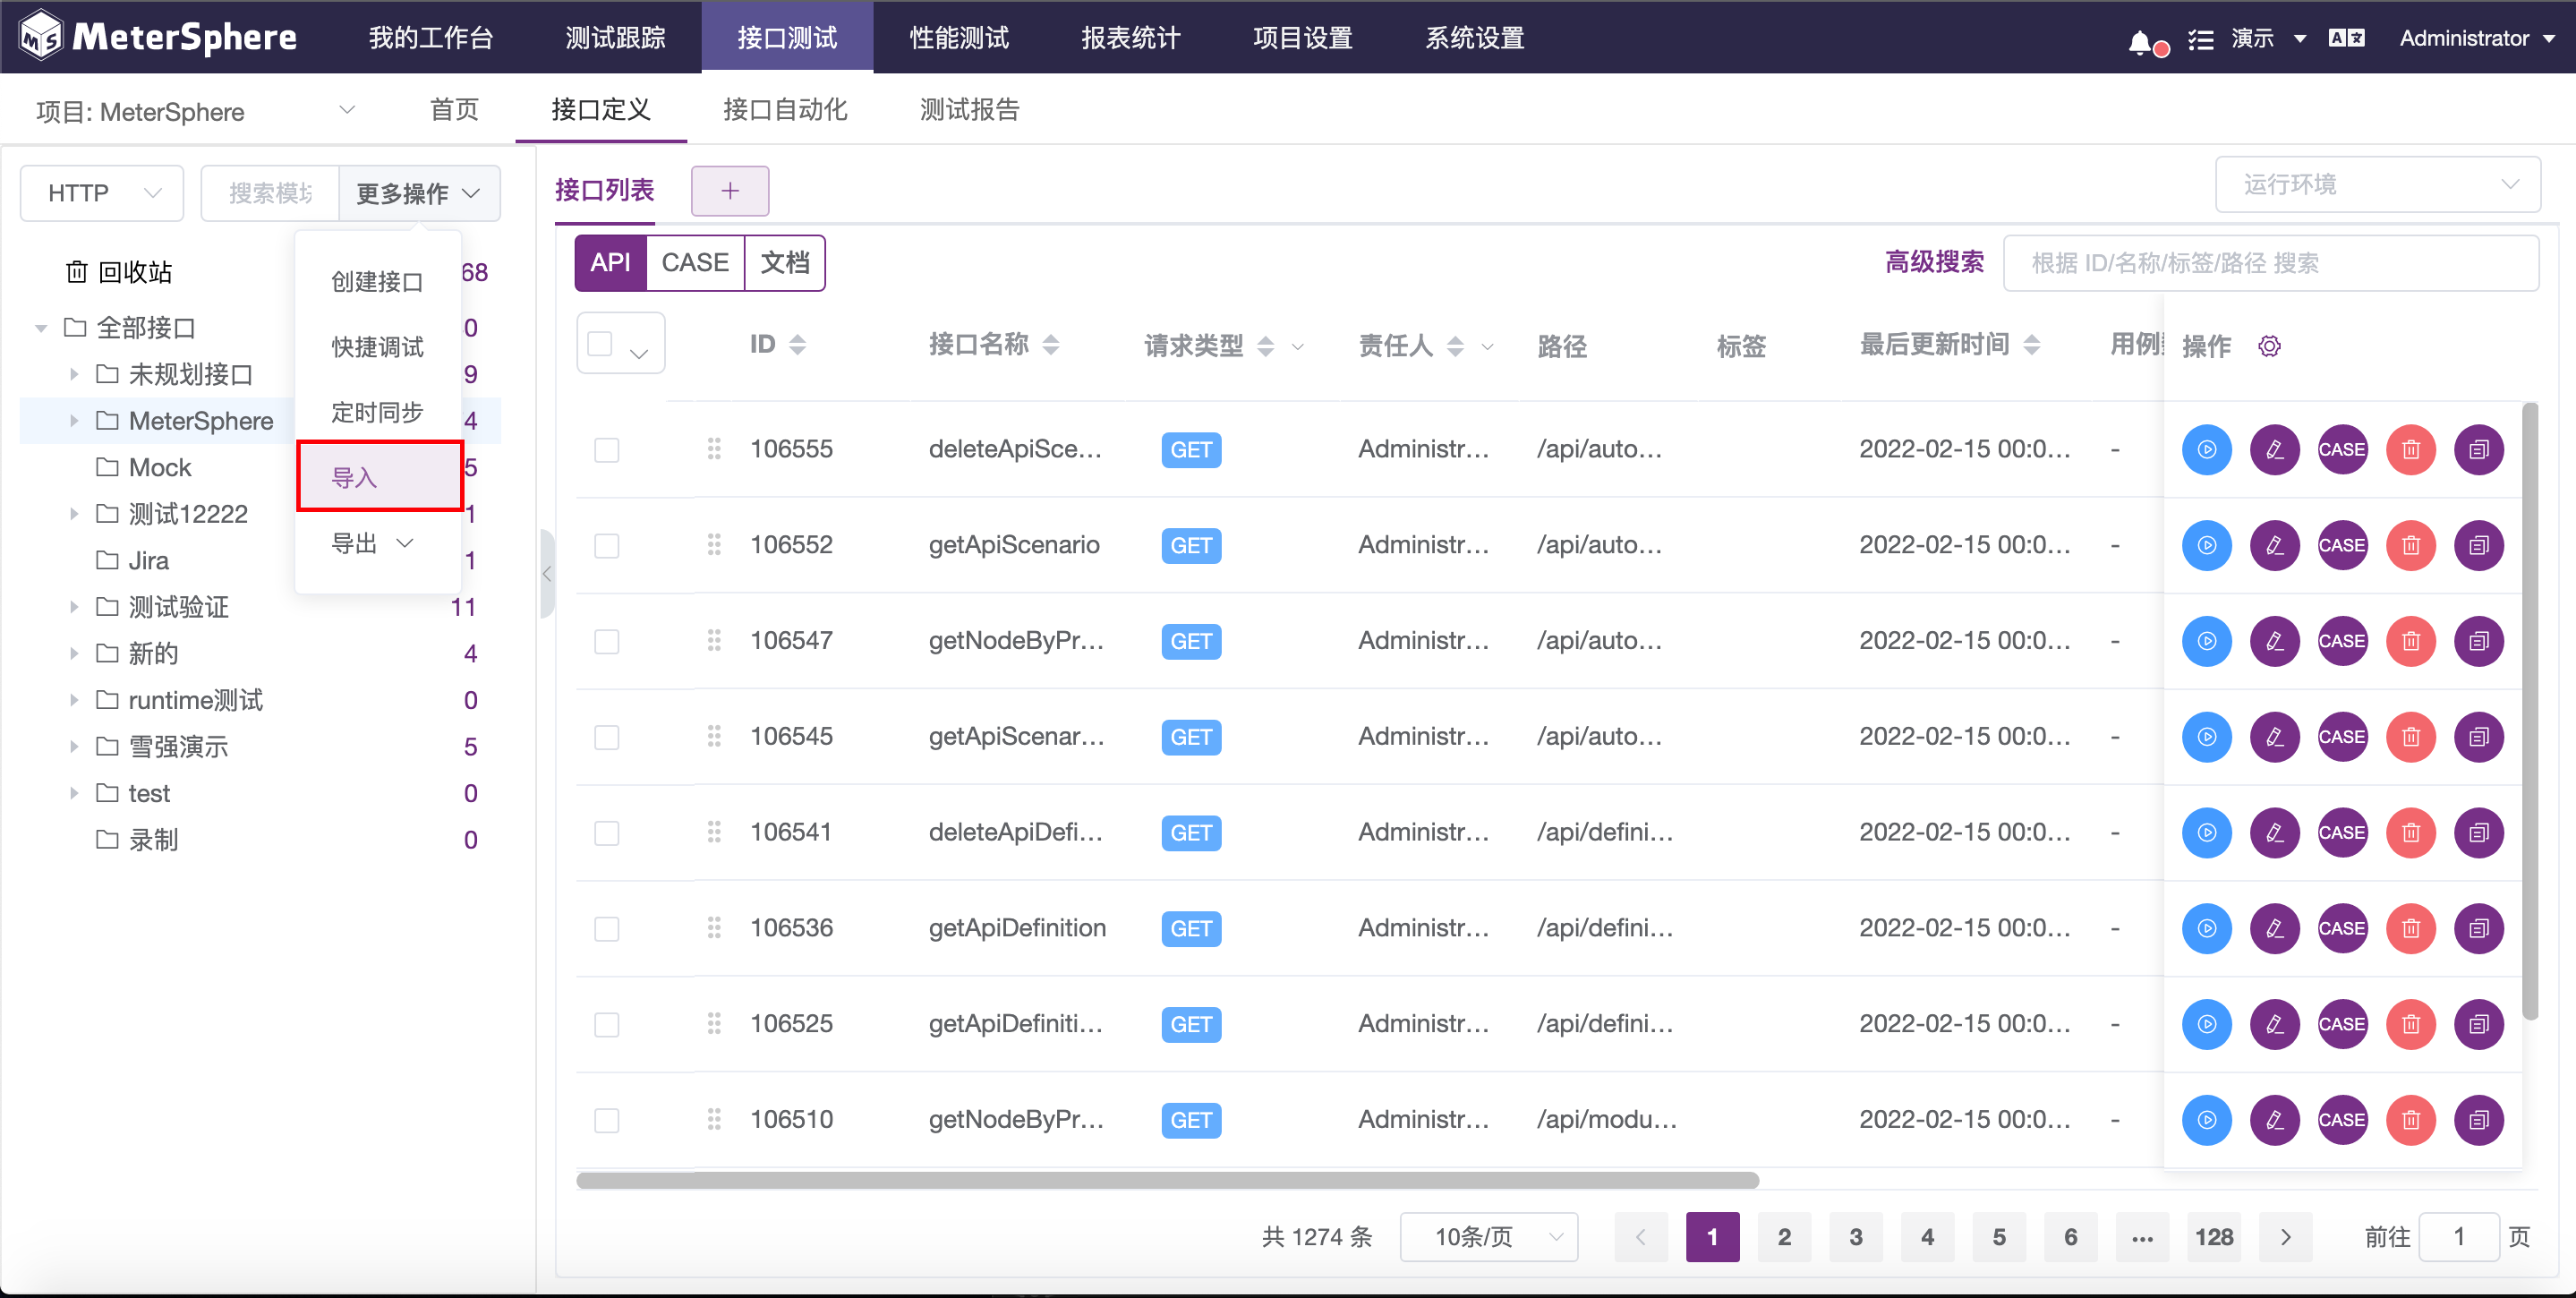 MeterSphere 我的工作台 测试跟踪 接口测试 性能测试 报表统计 项目设置 系统设置 演示 Administrator
项目: MeterSphere 首页 接口定义 接口自动化 测试报告
HTTP 搜索模块 更多操作 接口列表 + 运行环境
API CASE 文档 高级搜索 根据 ID/名称/标签/路径 搜索
回收站 68
全部接口 0
未规划接口 9
MeterSphere 4
Mock 5
测试12222 1
Jira 1
测试验证 11
新的 4
runtime测试 0
雪强演示 5
test 0
录制 0
创建接口
快捷调试
定时同步
导入
导出
ID 接口名称 请求类型 责任人 路径 标签 最后更新时间 用例 操作
106555 deleteApiSce... GET Administr... /api/auto... 2022-02-15 00:0... - CASE
106552 getApiScenario GET Administr... /api/auto... 2022-02-15 00:0... - CASE
106547 getNodeByPr... GET Administr... /api/auto... 2022-02-15 00:0... - CASE
106545 getApiScenar... GET Administr... /api/auto... 2022-02-15 00:0... - CASE
106541 deleteApiDefi... GET Administr... /api/defini... 2022-02-15 00:0... - CASE
106536 getApiDefinition GET Administr... /api/defini... 2022-02-15 00:0... - CASE
106525 getApiDefiniti... GET Administr... /api/defini... 2022-02-15 00:0... - CASE
106510 getNodeByPr... GET Administr... /api/modu... 2022-02-15 00:0... - CASE
共 1274 条 10条/页 1 2 3 4 5 6 ... 128 前往 1 页